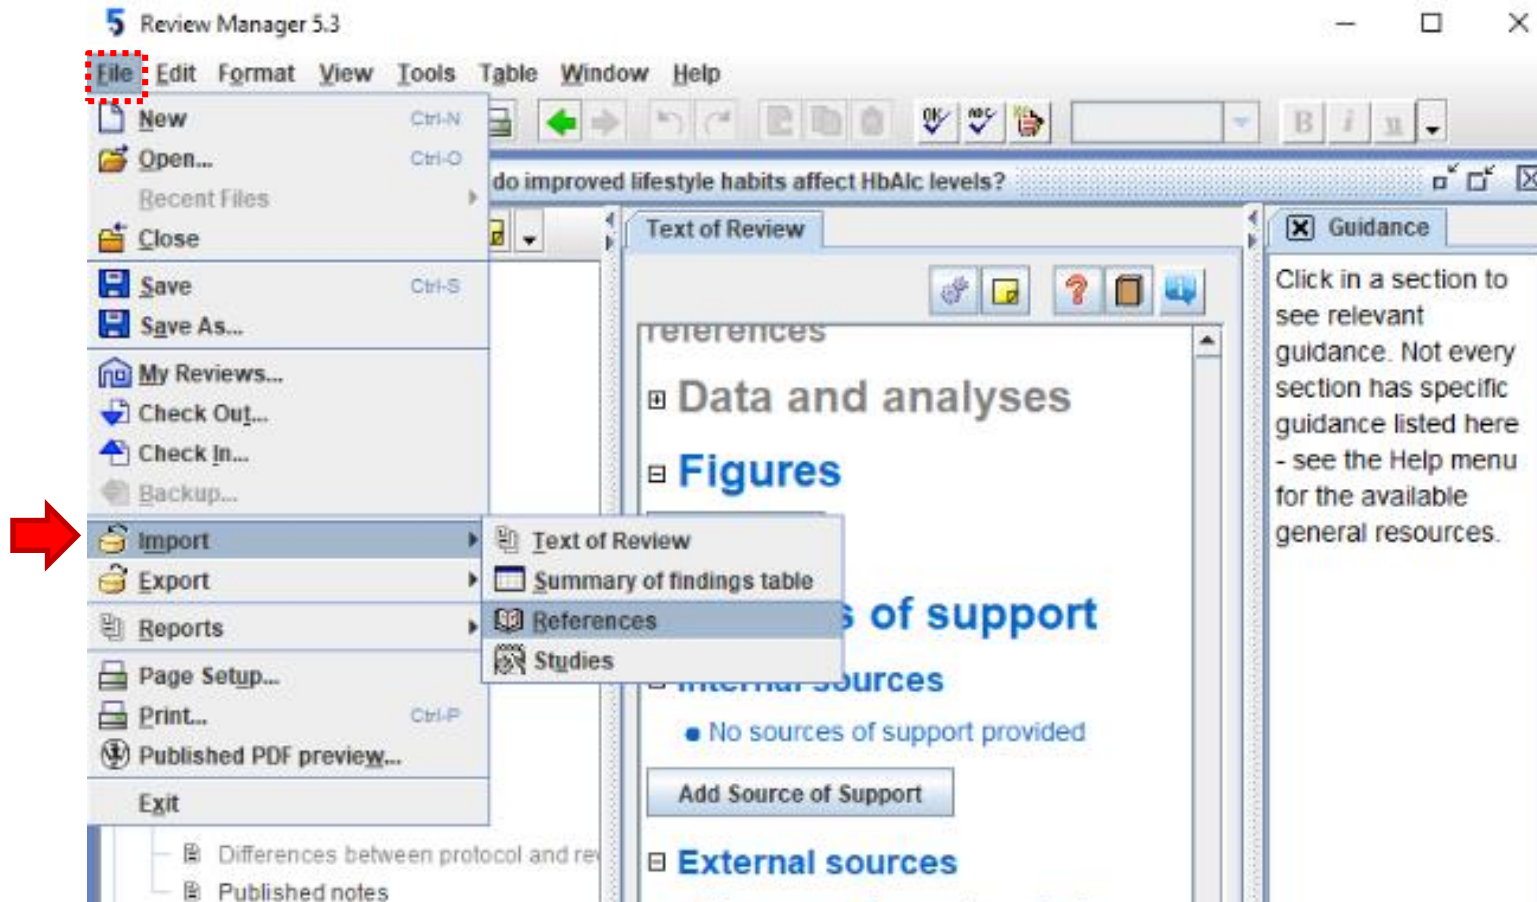 5 Review Manager 5.3
File Edit Format View Tools Table Window Help
New Ctrl-N
Open... Ctrl-O
Recent Files
Close
Save Ctrl-S
Save As...
My Reviews...
Check Out...
Check In...
Backup...
Import
Export
Reports
Page Setup...
Print... Ctrl-P
Published PDF preview...
Exit
Text of Review
Summary of findings table
References
Studies
B i u
do improved lifestyle habits affect HbAlc levels?
Text of Review
references
Data and analyses
Figures
s of support
Internal sources
No sources of support provided
Add Source of Support
External sources
Differences between protocol and rev
Published notes
Guidance
Click in a section to
see relevant
guidance. Not every
section has specific
guidance listed here
- see the Help menu
for the available
general resources.